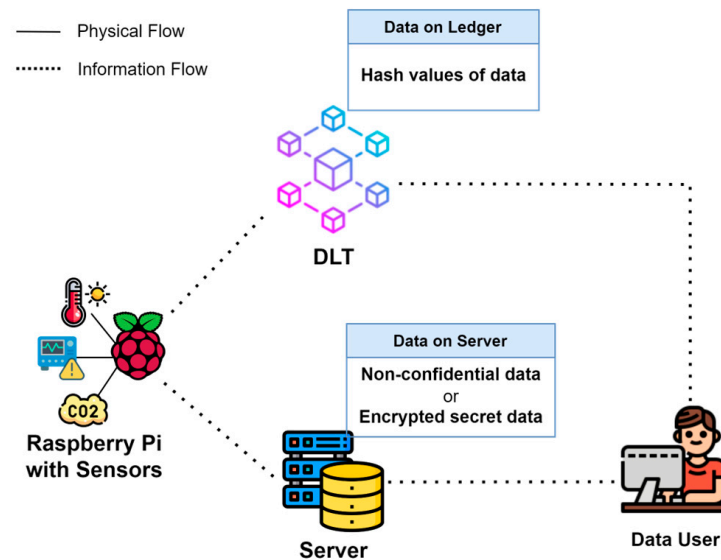 Physical Flow
Information Flow
Data on Ledger
Hash values of data
DLT
CO2
Raspberry Pi
with Sensors
Data on Server
Non-confidential data
or
Encrypted secret data
Server
Data User